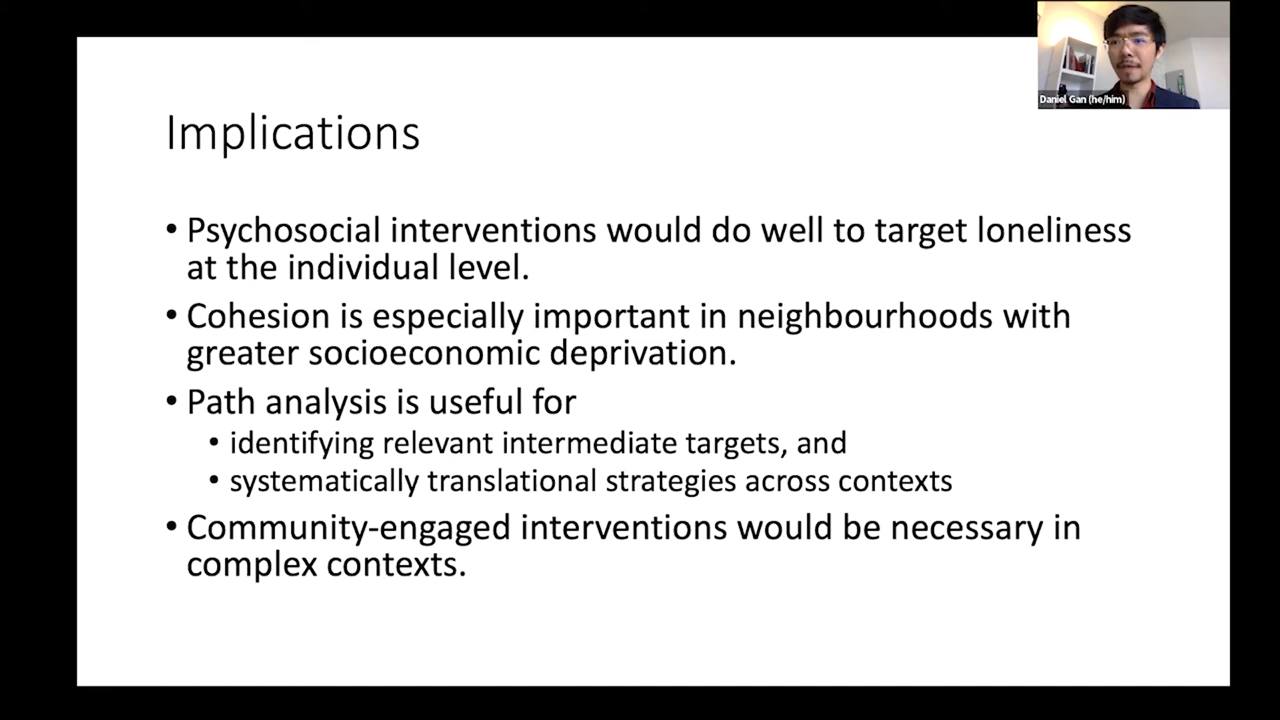 Daniel Gan (he/him)
Implications
• Psychosocial interventions would do well to target loneliness
at the individual level.
• Cohesion is especially important in neighbourhoods with
greater socioeconomic deprivation.
• Path analysis is useful for
• identifying relevant intermediate targets, and
• systematically translational strategies across contexts
• Community-engaged interventions would be necessary in
complex contexts.